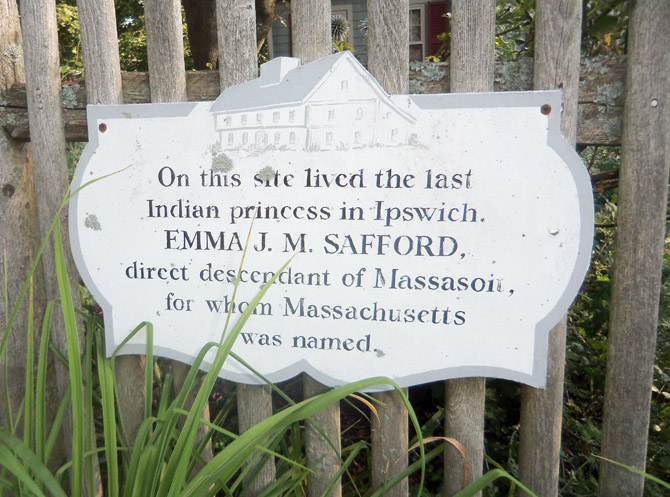 On this site lived the last
Indian princess in Ipswich.
EMMA J. M. SAFFORD,
direct descendant of Massasoit,
for whom Massachusetts
was named.